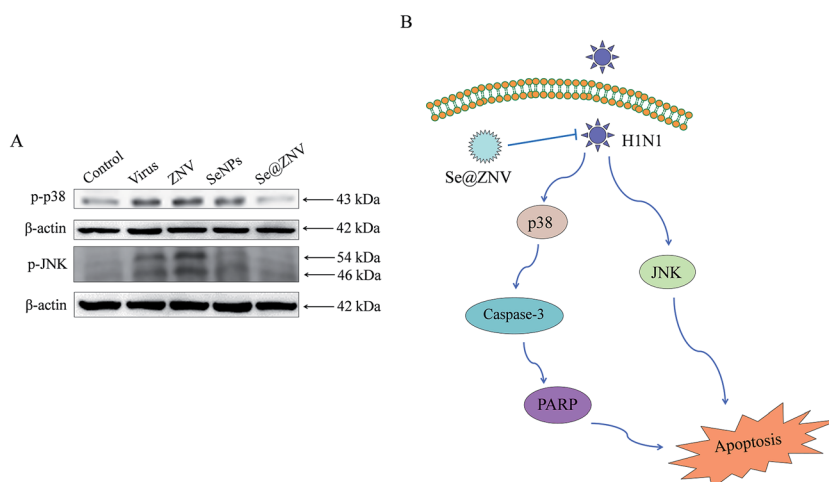 A
Control Virus ZNV SeNPs Se@ZNV
p-p38 43 kDa
β-actin 42 kDa
p-JNK 54 kDa
46 kDa
β-actin 42 kDa
B
H1N1
Se@ZNV
p38
JNK
Caspase-3
PARP
Apoptosis